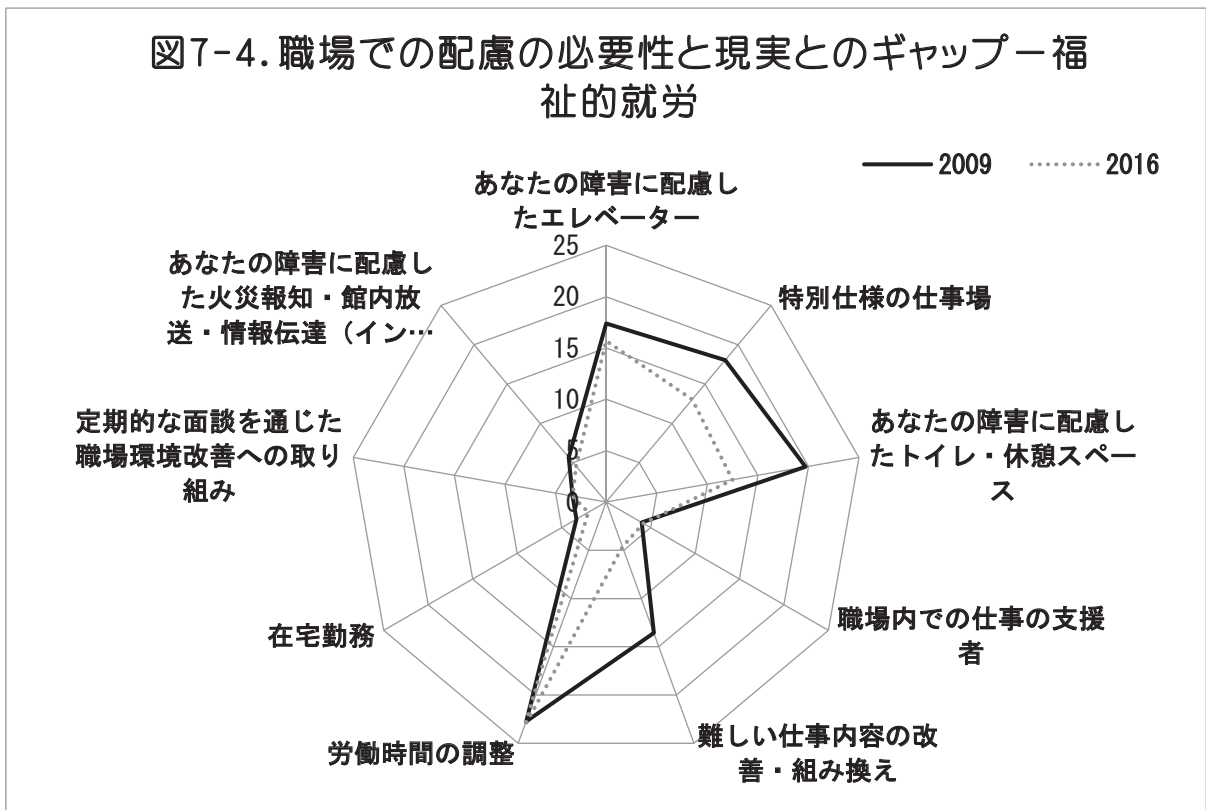 図7-4.職場での配慮の必要性と現実とのギャップー福
祉的就労
2009
2016
あなたの障害に配慮し
たエレベーター
特別仕様の仕事場
あなたの障害に配慮し
たトイレ・休憩スペー
ス
職場内での仕事の支援
者
難しい仕事内容の改
善・組み換え
労働時間の調整
在宅勤務
定期的な面談を通じた
職場環境改善への取り
組み
あなたの障害に配慮し
た火災報知・館内放
送・情報伝達（イン…
25
20
15
10
5
0